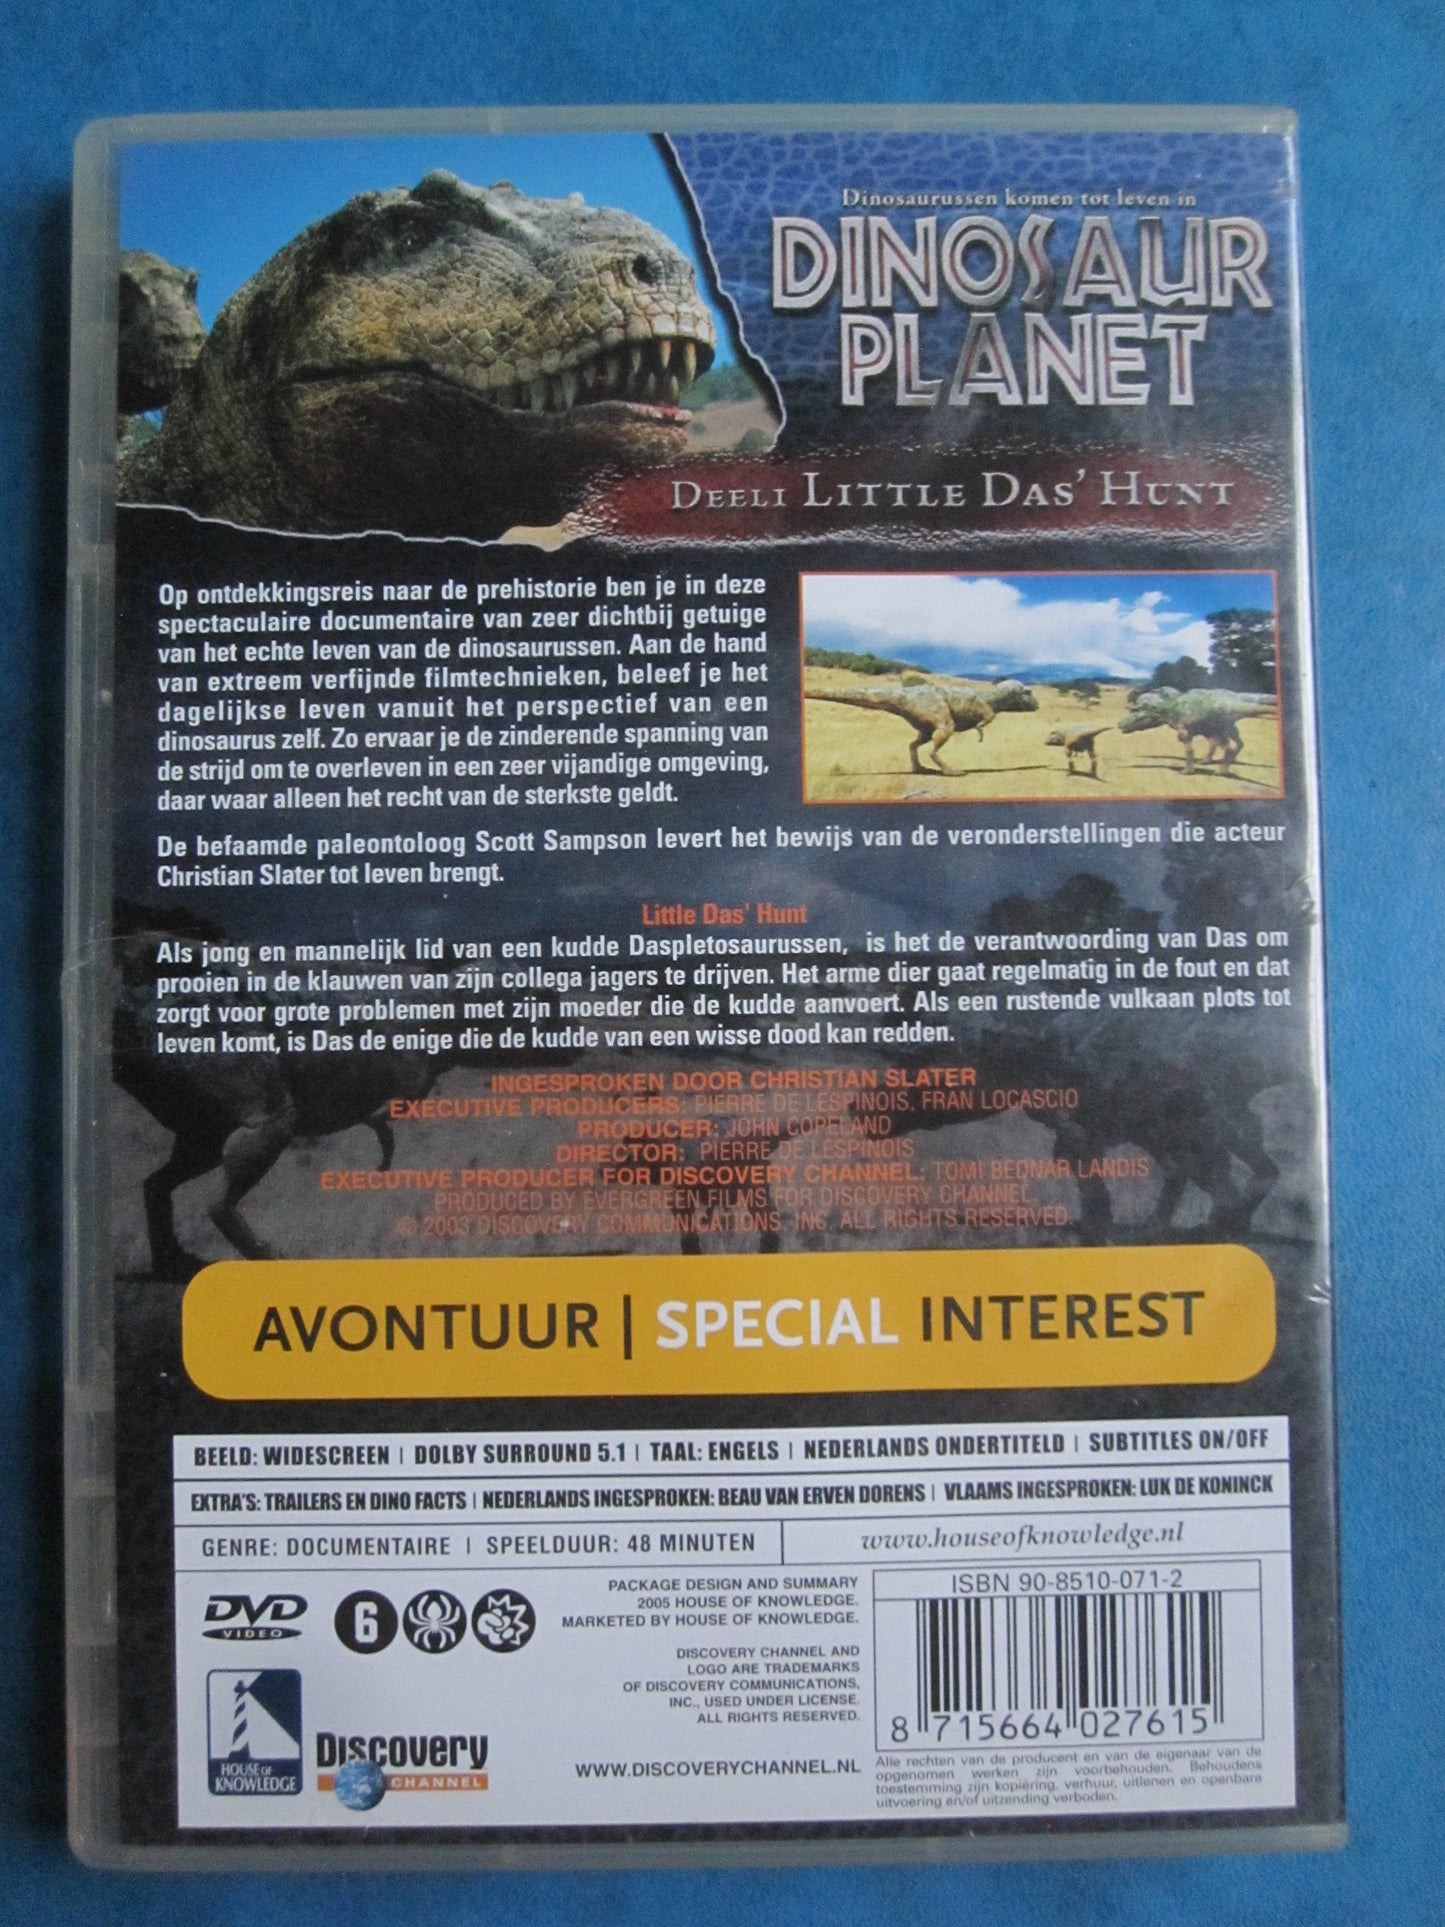 Dinosaurussen komen tot leven in
DINOSAUR
PLANET
DEEL I LITTLE DAS' HUNT
Op ontdekkingsreis naar de prehistorie ben je in deze
spectaculaire documentaire van zeer dichtbij getuige
van het echte leven van de dinosaurussen. Aan de hand
van extreem verfijnde filmtechnieken, beleef je het
dagelijkse leven vanuit het perspectief van een
dinosaurus zelf. Zo ervaar je de zinderende spanning van
de strijd om te overleven in een zeer vijandige omgeving,
daar waar alleen het recht van de sterkste geldt.
De befaamde paleontoloog Scott Sampson levert het bewijs van de veronderstellingen die acteur
Christian Slater tot leven brengt.
Little Das' Hunt
Als jong en mannelijk lid van een kudde Daspletosaurussen, is het de verantwoording van Das om
prooien in de klauwen van zijn collega jagers te drijven. Het arme dier gaat regelmatig in de fout en dat
zorgt voor grote problemen met zijn moeder die de kudde aanvoert. Als een rustende vulkaan plots tot
leven komt, is Das de enige die de kudde van een wisse dood kan redden.
INGESPROKEN DOOR CHRISTIAN SLATER
EXECUTIVE PRODUCERS: PIERRE DE LESPINOIS, FRAN LOCASCIO
PRODUCER: JOHN COPELAND
DIRECTOR: PIERRE DE LESPINOIS
EXECUTIVE PRODUCER FOR DISCOVERY CHANNEL: TOMI BEDNAR LANDIS
PRODUCED BY EVERGREEN FILMS FOR DISCOVERY CHANNEL.
© 2003 DISCOVERY COMMUNICATIONS, INC. ALL RIGHTS RESERVED.
AVONTUUR | SPECIAL INTEREST
BEELD: WIDESCREEN | DOLBY SURROUND 5.1 | TAAL: ENGELS | NEDERLANDS ONDERTITELD | SUBTITLES ON/OFF
EXTRA'S: TRAILERS EN DINO FACTS | NEDERLANDS INGESPROKEN: BEAU VAN ERVEN DORENS | VLAAMS INGESPROKEN: LUK DE KONINCK
GENRE: DOCUMENTAIRE | SPEELDUUR: 48 MINUTEN
www.houseofknowledge.nl
DVD
VIDEO
6
PACKAGE DESIGN AND SUMMARY
2005 HOUSE OF KNOWLEDGE.
MARKETED BY HOUSE OF KNOWLEDGE.
DISCOVERY CHANNEL AND
LOGO ARE TRADEMARKS
OF DISCOVERY COMMUNICATIONS,
INC., USED UNDER LICENSE.
ALL RIGHTS RESERVED.
WWW.DISCOVERYCHANNEL.NL
HOUSE OF
KNOWLEDGE
Discovery
CHANNEL
ISBN 90-8510-071-2
8 715664 027615
Alle rechten van de producent en van de eigenaar van de
opgenomen werken zijn voorbehouden. Behoudens
toestemming zijn kopiëring, verhuur, uitlenen en openbare
uitvoering en/of uitzending verboden.